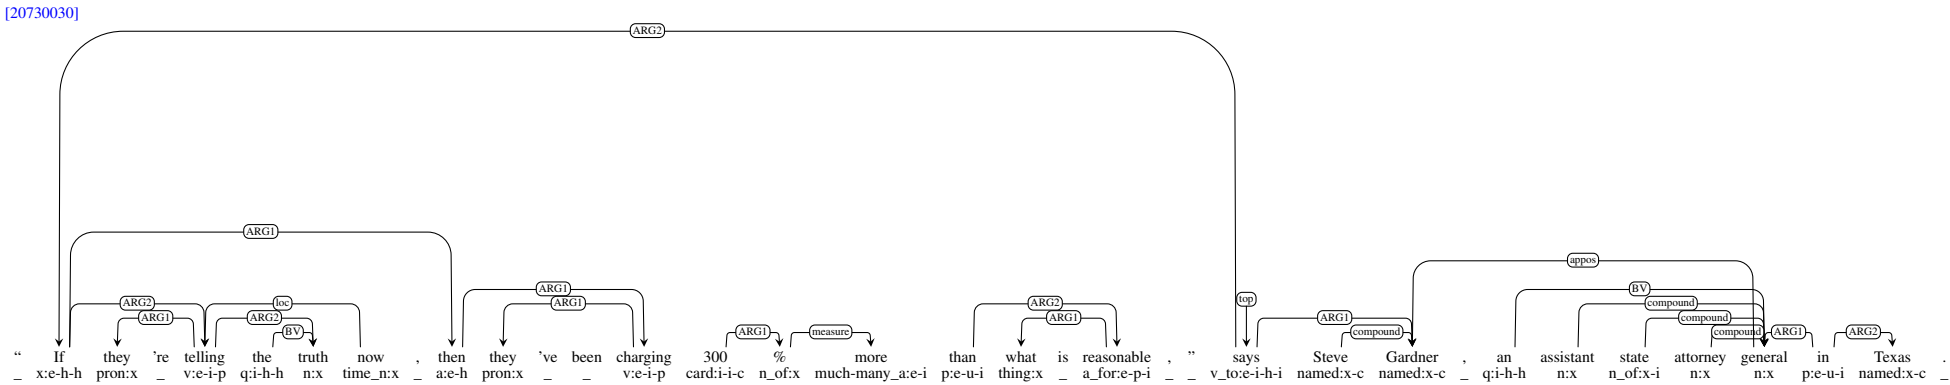 [20730030]
ARG2
ARG1
appos
ARG1 BV
ARG2 loc ARG1 ARG2 top compound
ARG1 ARG2 ARG1 ARG1 compound
BV ARG1 measure compound compound ARG1 ARG2
“ If they 're telling the truth now , then they 've been charging 300 % more than what is reasonable , ” says Steve Gardner , an assistant state attorney general in Texas .
_ x:e-h-h pron:x _ v:e-i-p q:i-h-h n:x time_n:x _ a:e-h pron:x _ _ v:e-i-p card:i-i-c n_of:x much-many_a:e-i p:e-u-i thing:x _ a_for:e-p-i _ _ v_to:e-i-h-i named:x-c named:x-c _ q:i-h-h n:x n_of:x-i n:x n:x p:e-u-i named:x-c _